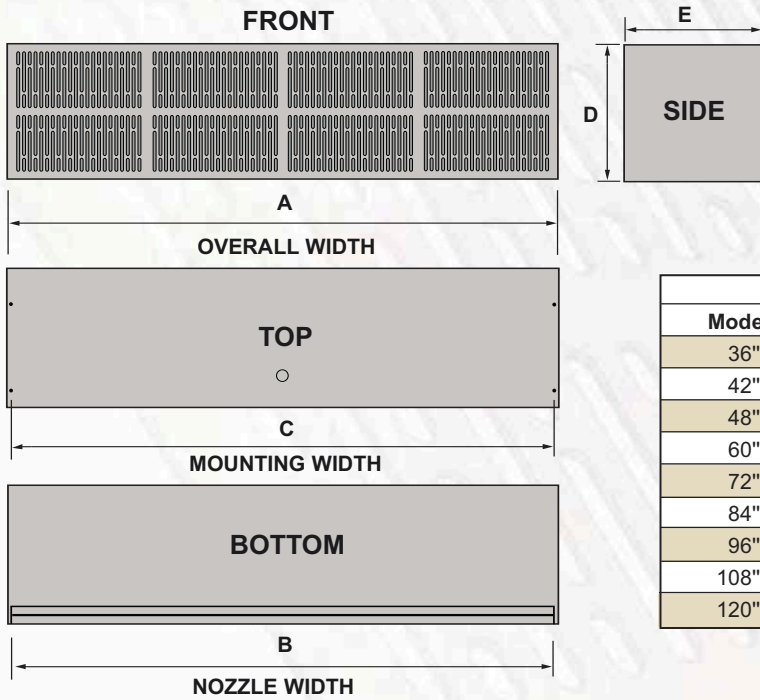 FRONT
A
OVERALL WIDTH
E
D
SIDE
TOP
C
MOUNTING WIDTH
BOTTOM
B
NOZZLE WIDTH
Mode
36"
42"
48"
60"
72"
84"
96"
108"
120"